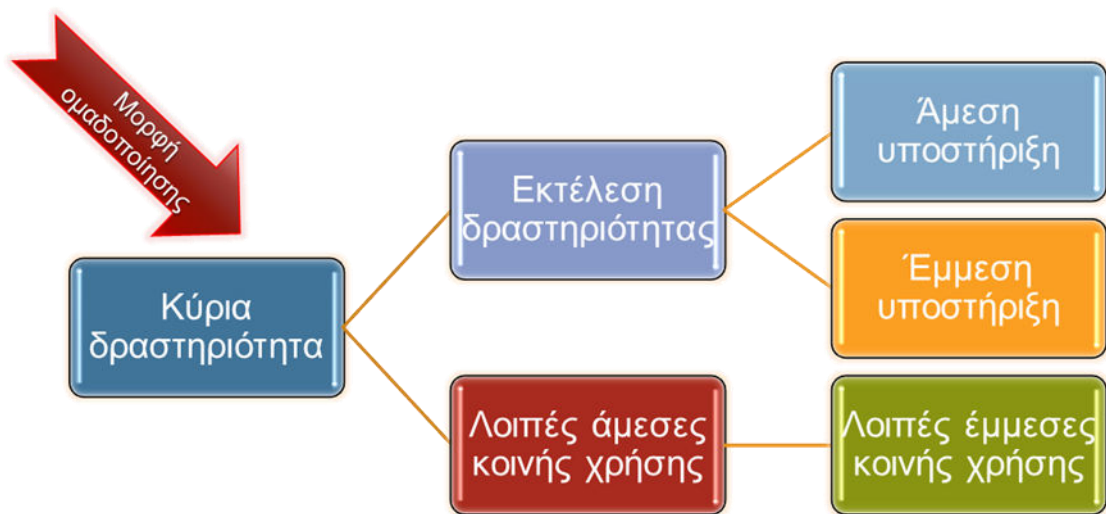 Μορφή
ομαδοποίησης
Κύρια
δραστηριότητα
Εκτέλεση
δραστηριότητας
Άμεση
υποστήριξη
Έμμεση
υποστήριξη
Λοιπές άμεσες
κοινής χρήσης
Λοιπές έμμεσες
κοινής χρήσης